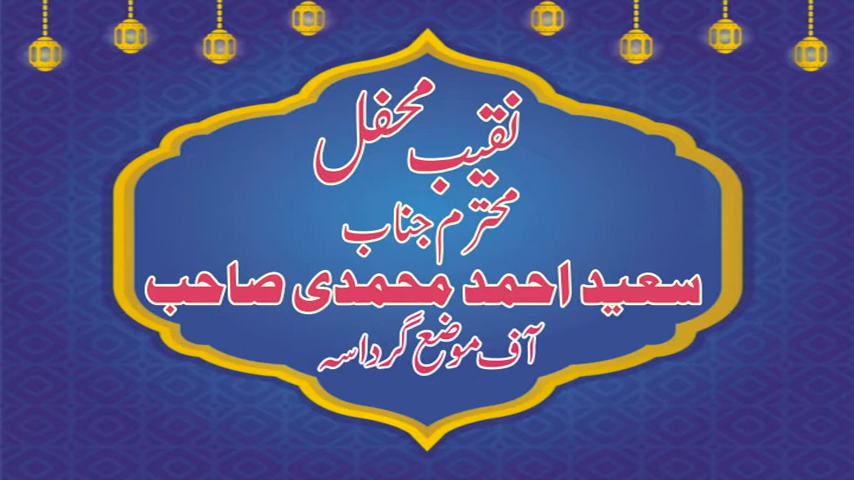 نقیب محفل
محترم جناب
سعید احمد محمدی صاحب
آف موضع گرداسہ